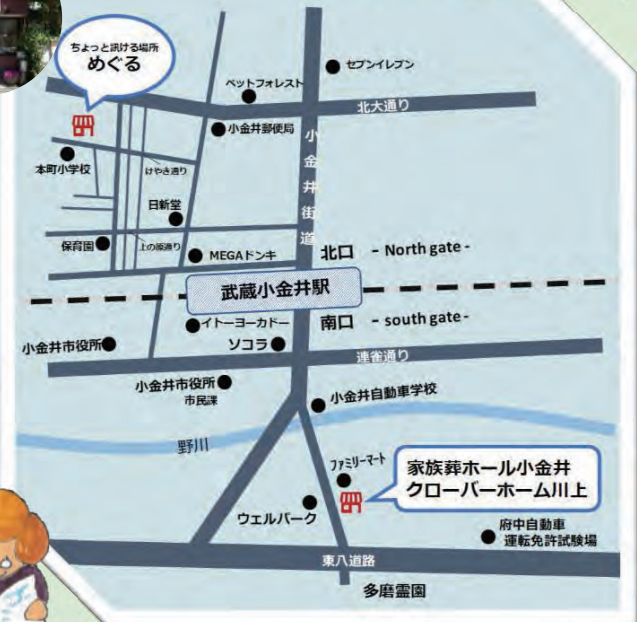 ちょっと訊ける場所
めぐる
セブンイレブン
ペットフォレスト
北大通り
小金井郵便局
小金井街道
本町小学校
けやき通り
日新堂
保育園
上の原通り
MEGAドンキ
北口 - North gate -
武蔵小金井駅
南口 - south gate -
イトーヨーカドー
小金井市役所
ソコラ
連雀通り
小金井市役所
市民課
小金井自動車学校
野川
ファミリーマート
家族葬ホール小金井
クローバーホーム川上
ウェルパーク
府中自動車
運転免許試験場
東八道路
多磨霊園